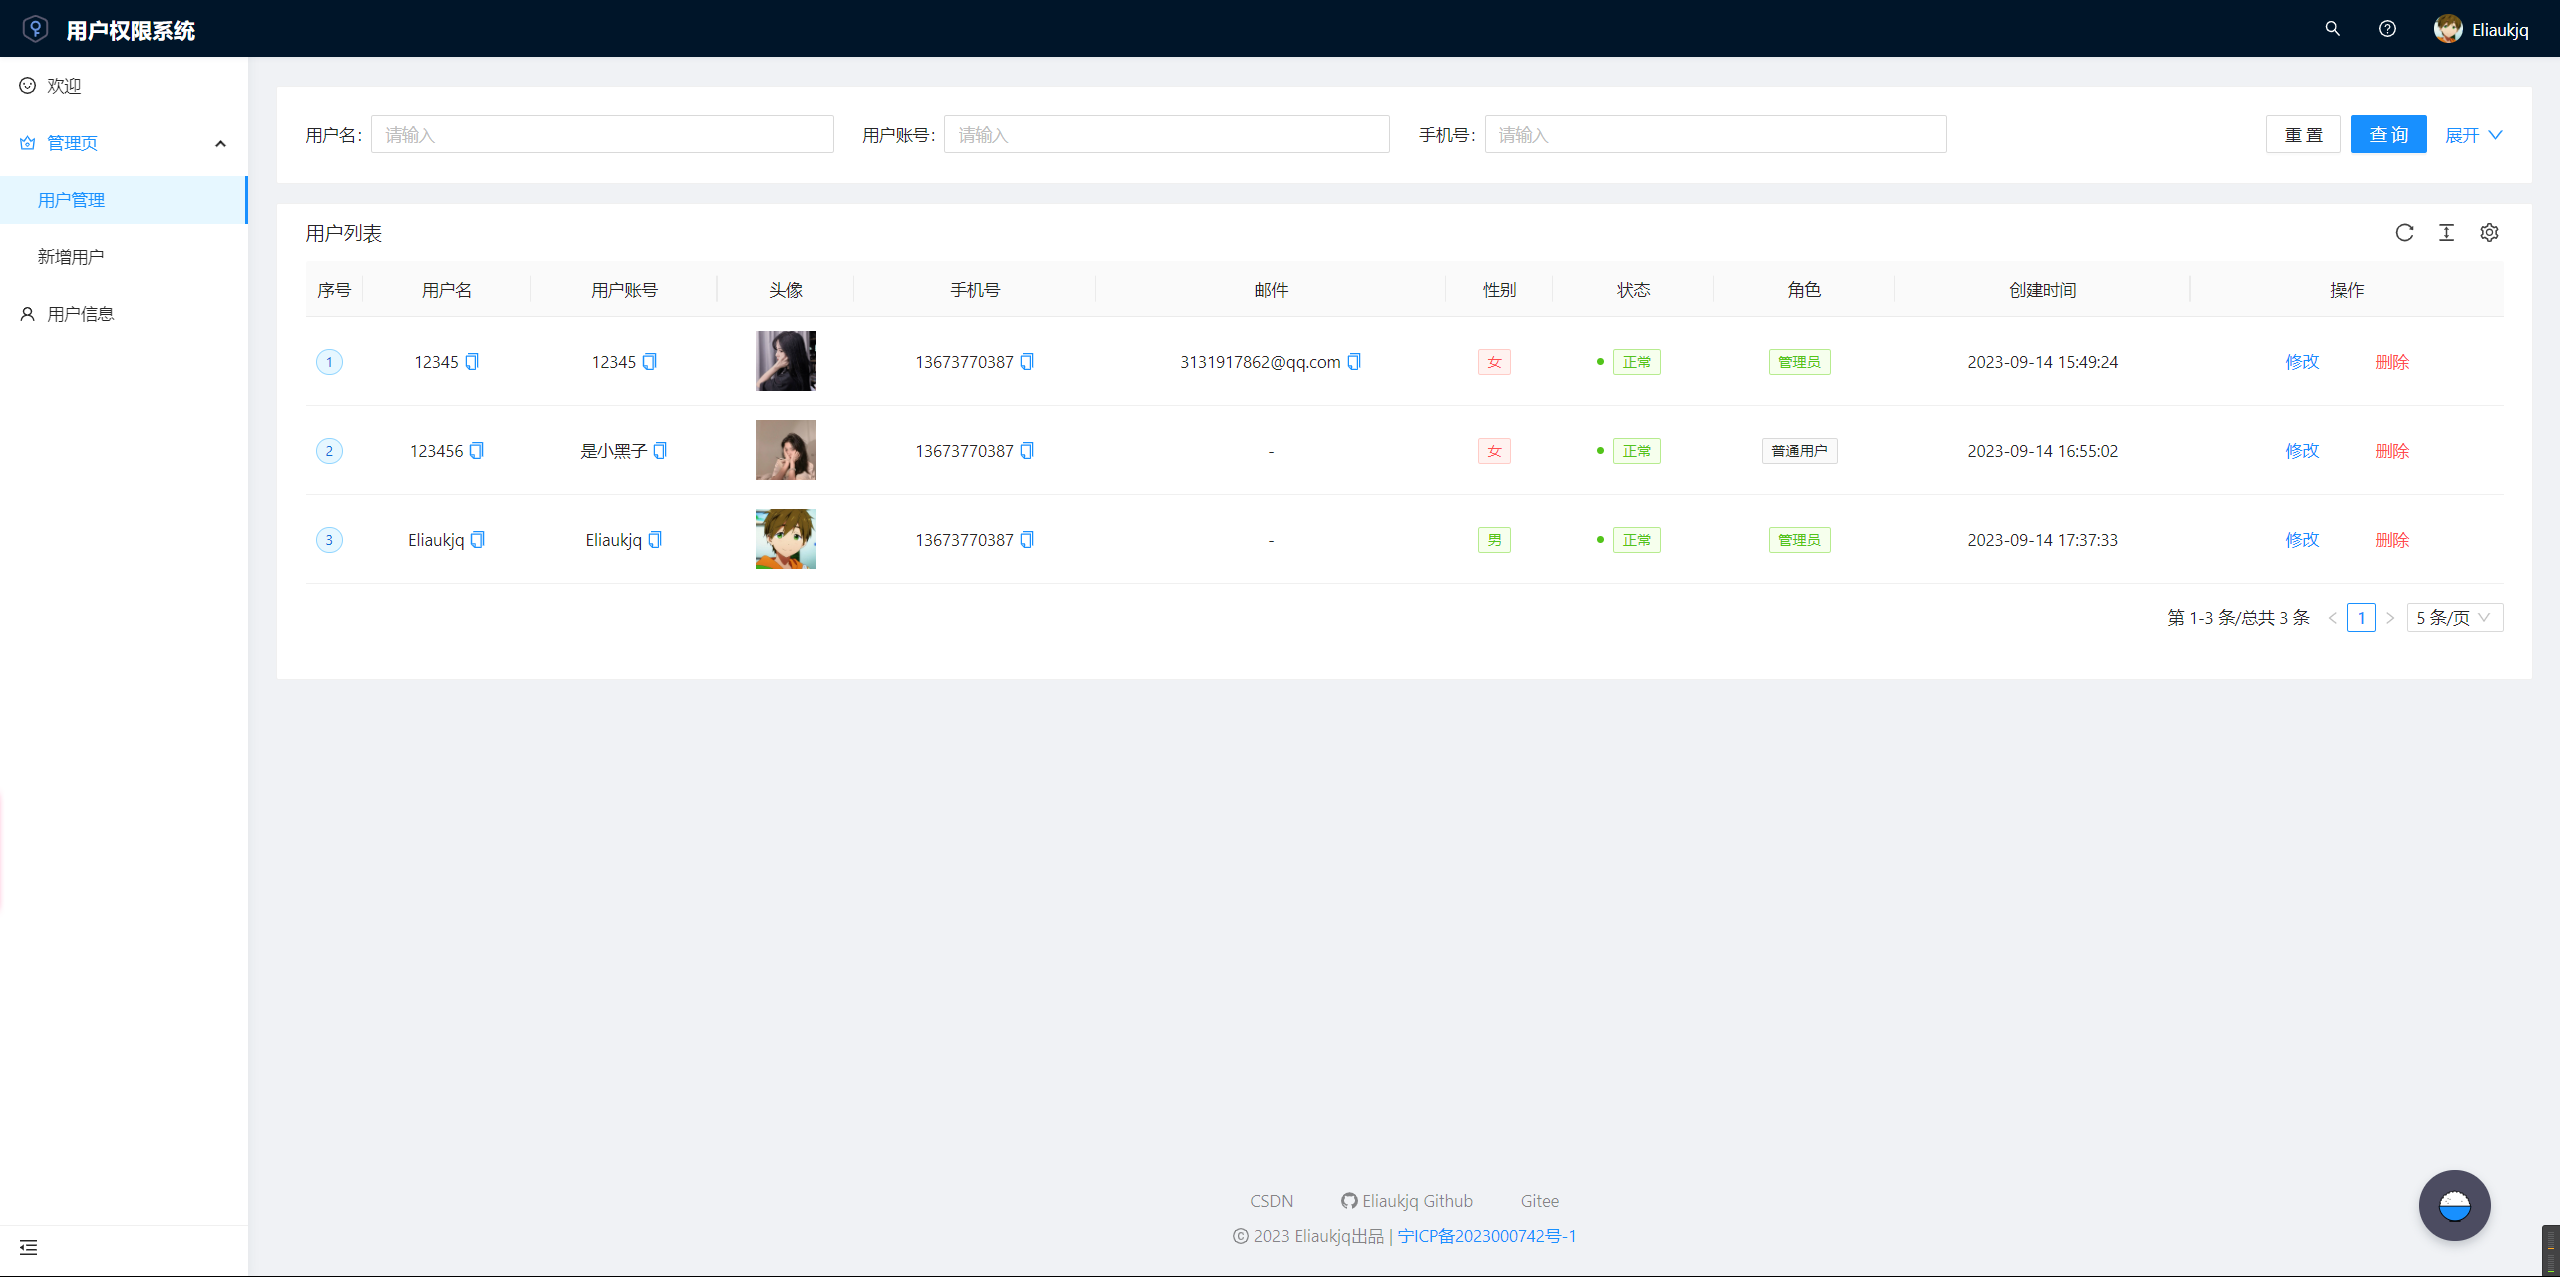 用户权限系统
Eliaukjq
欢迎
管理页
用户管理
新增用户
用户信息
用户名: 请输入 用户账号: 请输入 手机号: 请输入 重 置 查 询 展开
用户列表
序号 用户名 用户账号 头像 手机号 邮件 性别 状态 角色 创建时间 操作
1 12345 12345 13673770387 3131917862@qq.com 女 正常 管理员 2023-09-14 15:49:24 修改 删除
2 123456 是小黑子 13673770387 - 女 正常 普通用户 2023-09-14 16:55:02 修改 删除
3 Eliaukjq Eliaukjq 13673770387 - 男 正常 管理员 2023-09-14 17:37:33 修改 删除
第 1-3 条/总共 3 条 < 1 > 5 条/页
CSDN Eliaukjq Github Gitee
© 2023 Eliaukjq出品 | 宁ICP备2023000742号-1